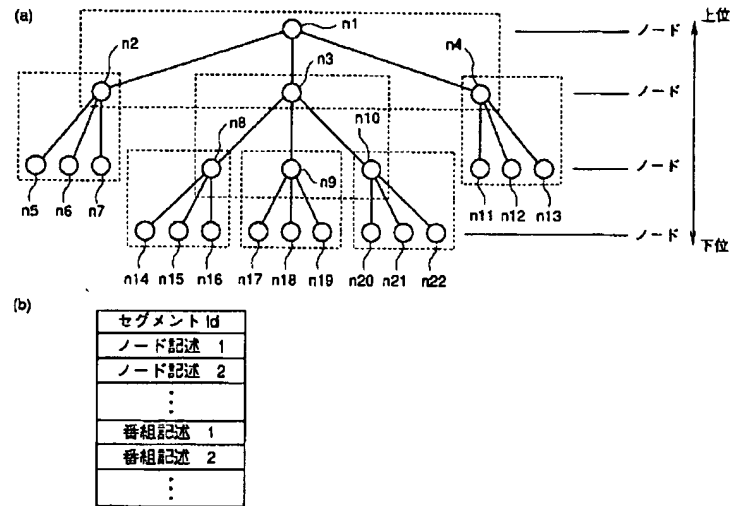 (a)
n1
ノード
上位
n2
n3
n4
ノード
n8
n10
n9
ノード
n5 n6 n7
n11 n12 n13
ノード
下位
n14 n15 n16 n17 n18 n19 n20 n21 n22
(b)
セグメント Id
ノード記述 1
ノード記述 2
⋮
番組記述 1
番組記述 2
⋮